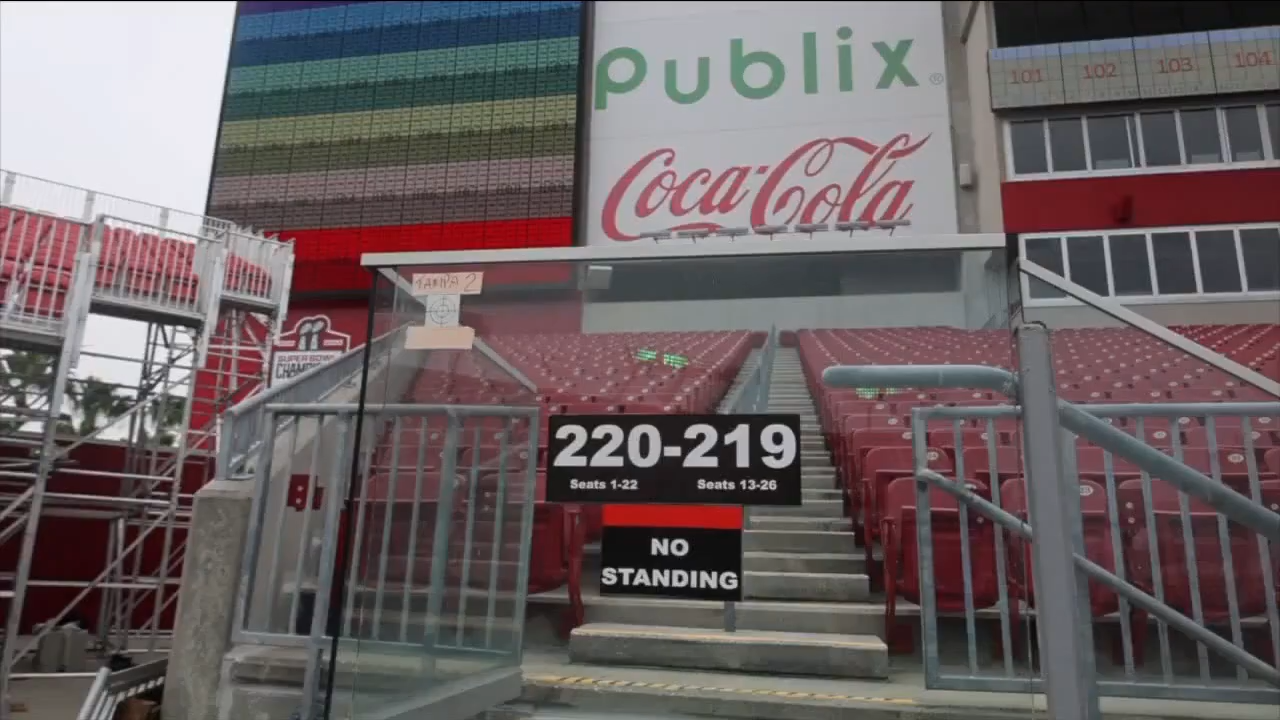 Publix®
Coca-Cola
101 102 103 104
TAMPA 2
SUPER BOWL
CHAMPIONS
220-219
Seats 1-22 Seats 13-26
NO
STANDING